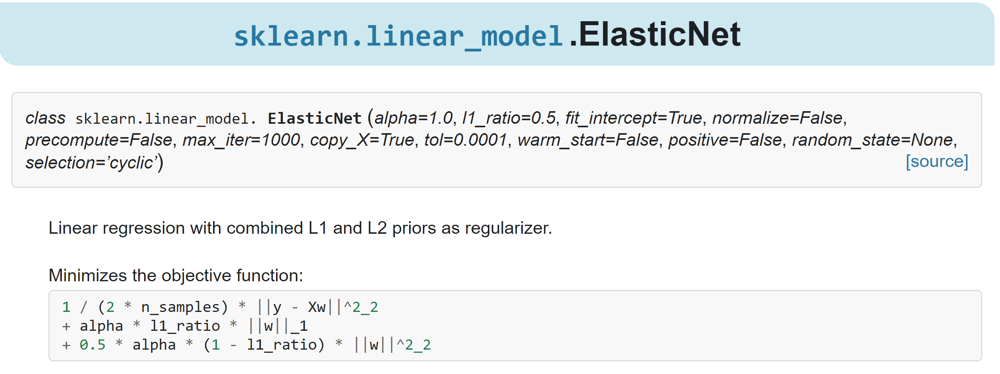 sklearn.linear_model.ElasticNet
class sklearn.linear_model. ElasticNet (alpha=1.0, l1_ratio=0.5, fit_intercept=True, normalize=False,
precompute=False, max_iter=1000, copy_X=True, tol=0.0001, warm_start=False, positive=False, random_state=None,
selection=’cyclic’) [source]
Linear regression with combined L1 and L2 priors as regularizer.
Minimizes the objective function:
1 / (2 * n_samples) * ||y - Xw||^2_2
+ alpha * l1_ratio * ||w||_1
+ 0.5 * alpha * (1 - l1_ratio) * ||w||^2_2